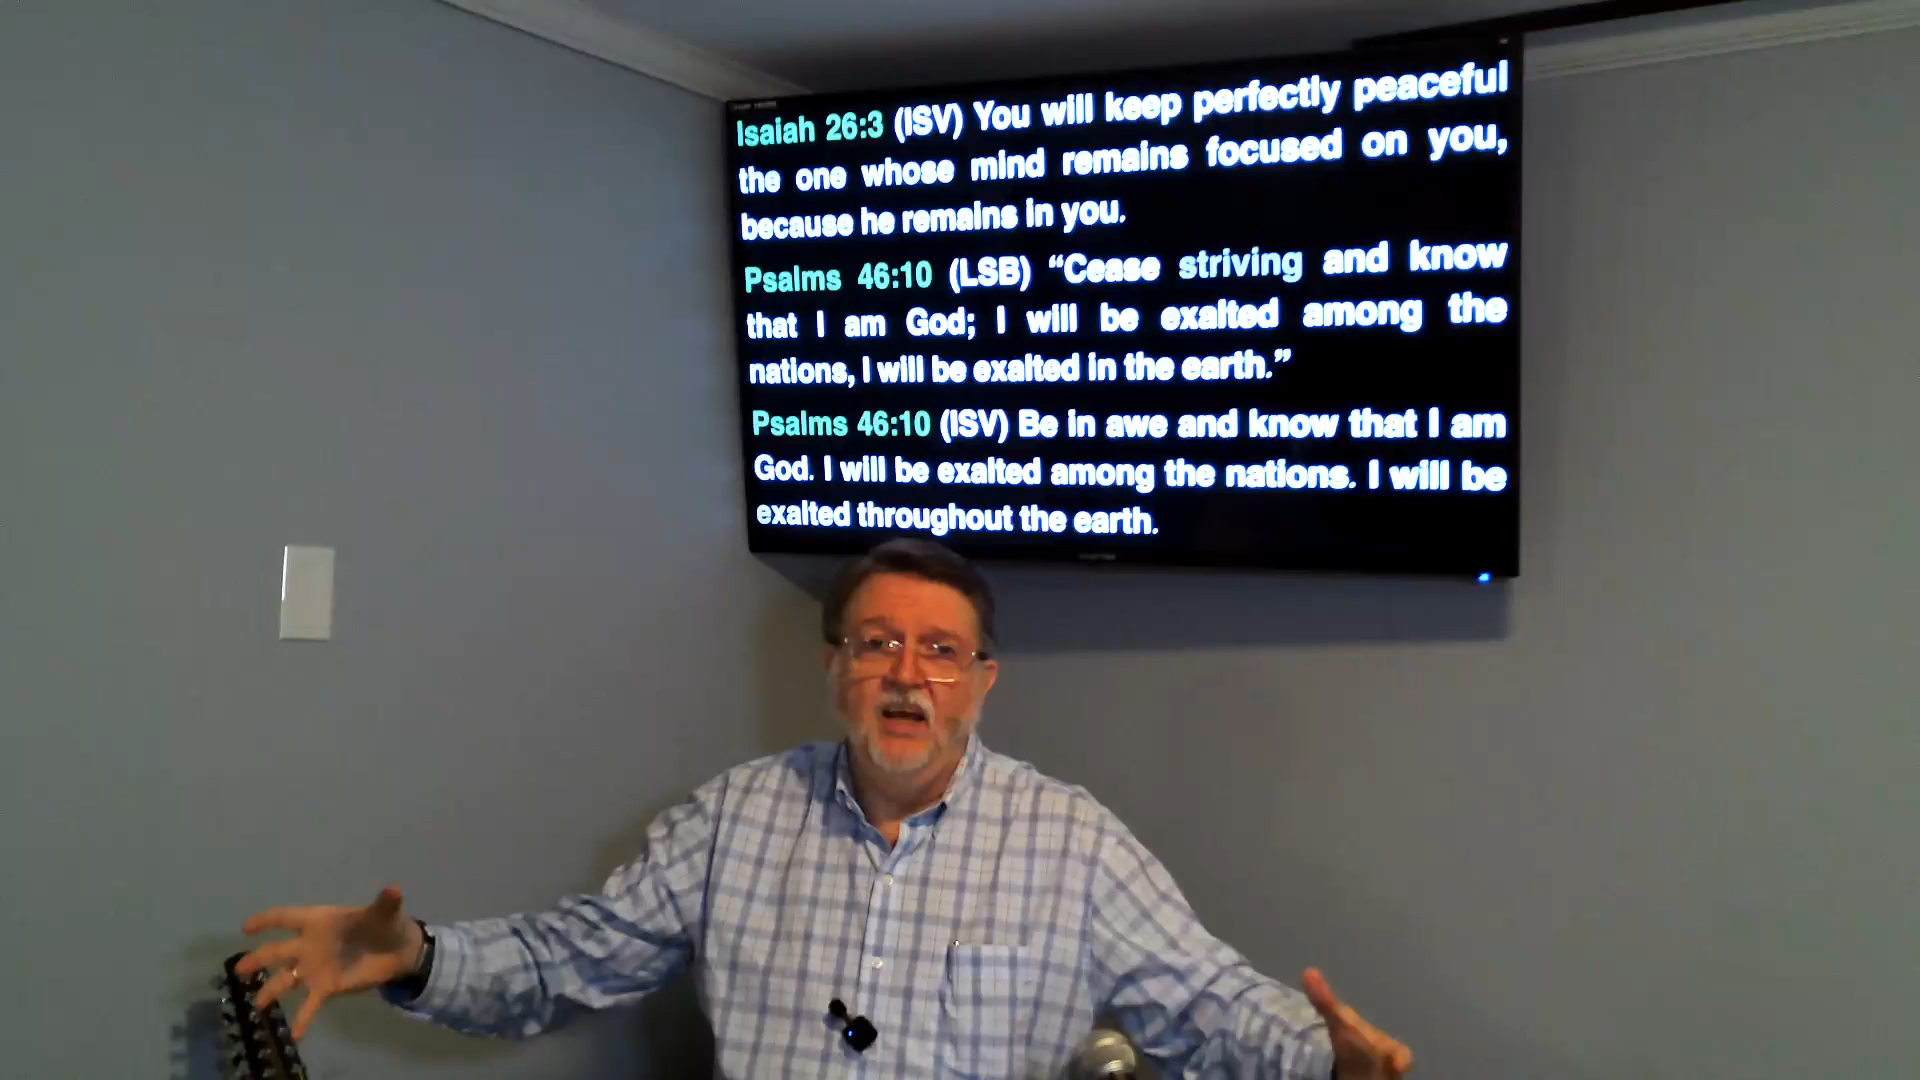 Isaiah 26:3 (ISV) You will keep perfectly peaceful
the one whose mind remains focused on you,
because he remains in you.
Psalms 46:10 (LSB) “Cease striving and know
that I am God; I will be exalted among the
nations, I will be exalted in the earth.”
Psalms 46:10 (ISV) Be in awe and know that I am
God. I will be exalted among the nations. I will be
exalted throughout the earth.